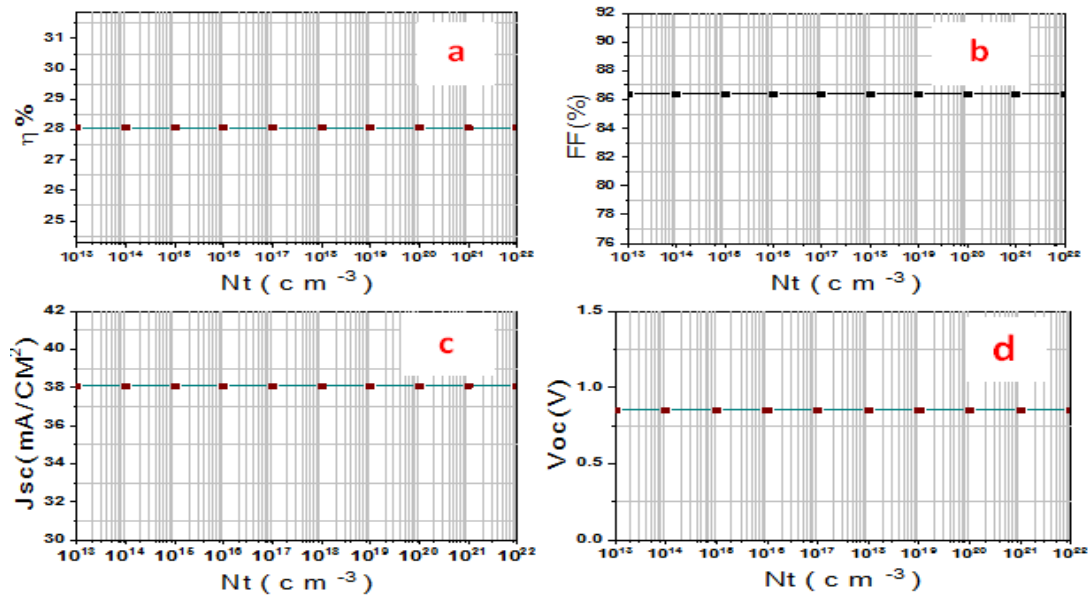 a
η%
31
30
29
28
27
26
25
10¹³ 10¹⁴ 10¹⁵ 10¹⁶ 10¹⁷ 10¹⁸ 10¹⁹ 10²⁰ 10²¹ 10²²
Nt ( c m ⁻³ )
b
FF(%)
92
90
88
86
84
82
80
78
76
10¹³ 10¹⁴ 10¹⁵ 10¹⁶ 10¹⁷ 10¹⁸ 10¹⁹ 10²⁰ 10²¹ 10²²
Nt ( c m ⁻³ )
c
Jsc(mA/CM²)
42
40
38
36
34
32
30
10¹³ 10¹⁴ 10¹⁵ 10¹⁶ 10¹⁷ 10¹⁸ 10¹⁹ 10²⁰ 10²¹ 10²²
Nt ( c m ⁻³ )
d
Voc(V)
1.5
1.0
0.5
0.0
10¹³ 10¹⁴ 10¹⁵ 10¹⁶ 10¹⁷ 10¹⁸ 10¹⁹ 10²⁰ 10²¹ 10²²
Nt ( c m ⁻³ )